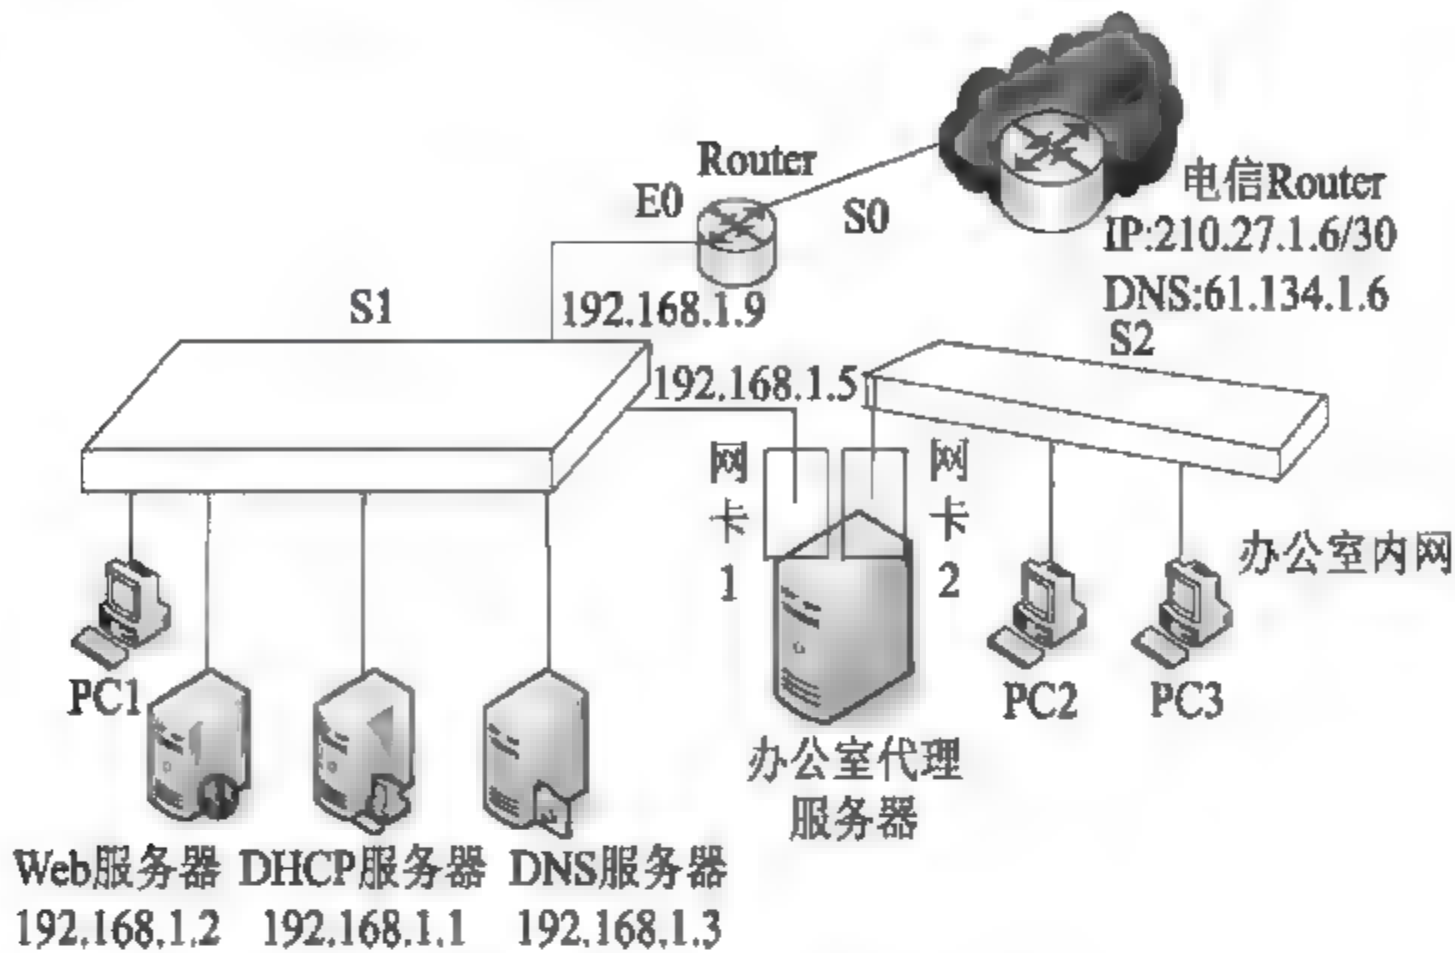 Router
E0
S0
电信Router
IP:210.27.1.6/30
DNS:61.134.1.6
S1
192.168.1.9
S2
192.168.1.5
网卡1
网卡2
办公室内网
PC1
PC2
PC3
办公室代理
服务器
Web服务器
DHCP服务器
DNS服务器
192.168.1.2
192.168.1.1
192.168.1.3